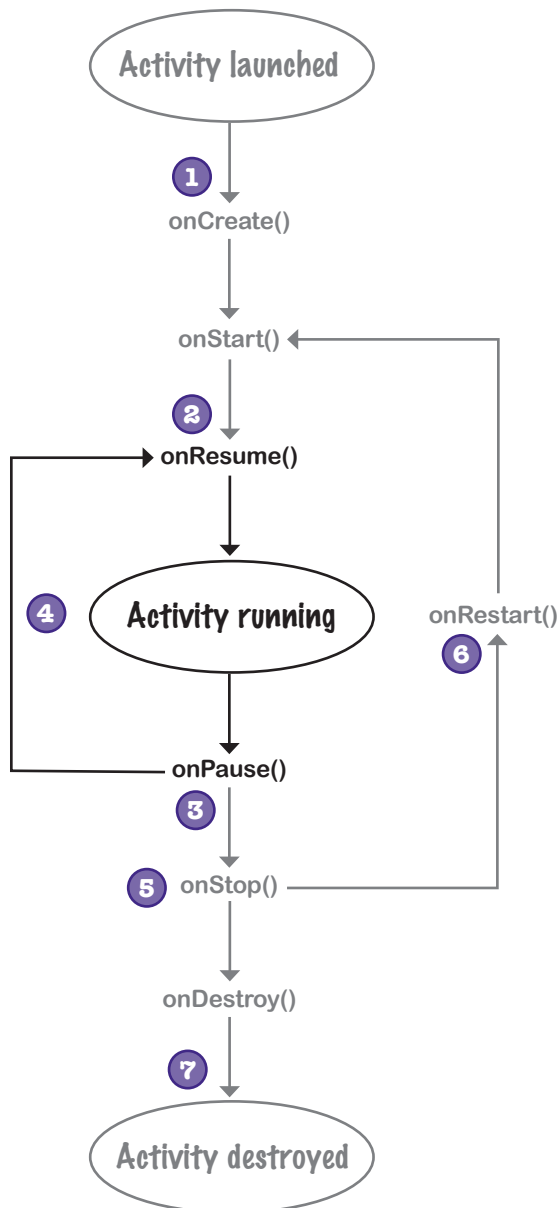 Activity launched
1
onCreate()
onStart()
2
onResume()
4
Activity running
onRestart()
6
onPause()
3
5
onStop()
onDestroy()
7
Activity destroyed